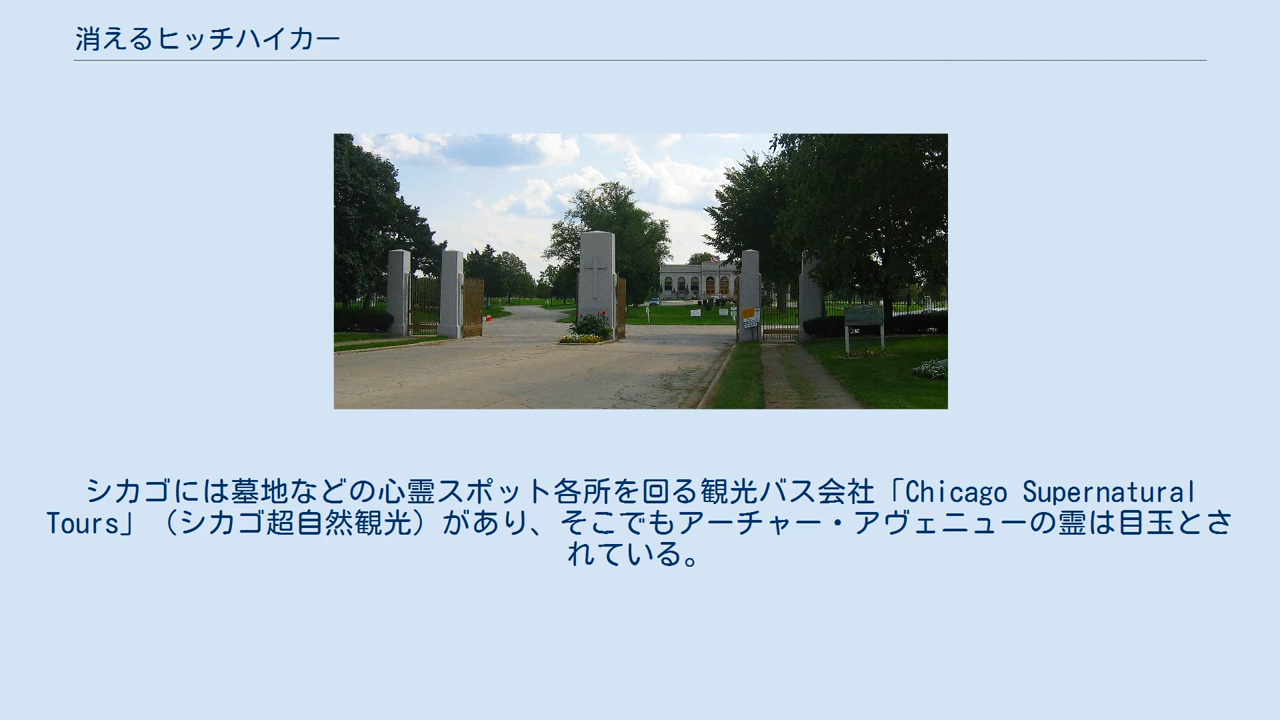 消えるヒッチハイカー
シカゴには墓地などの心霊スポット各所を回る観光バス会社「Chicago Supernatural
Tours」（シカゴ超自然観光）があり、そこでもアーチャー・アヴェニューの霊は目玉とさ
れている。